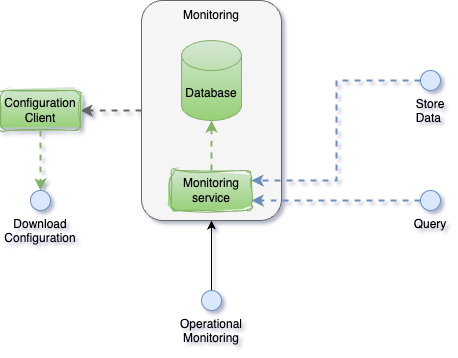 Monitoring
Database
Configuration
Client
Store
Data
Monitoring
service
Download
Configuration
Query
Operational
Monitoring